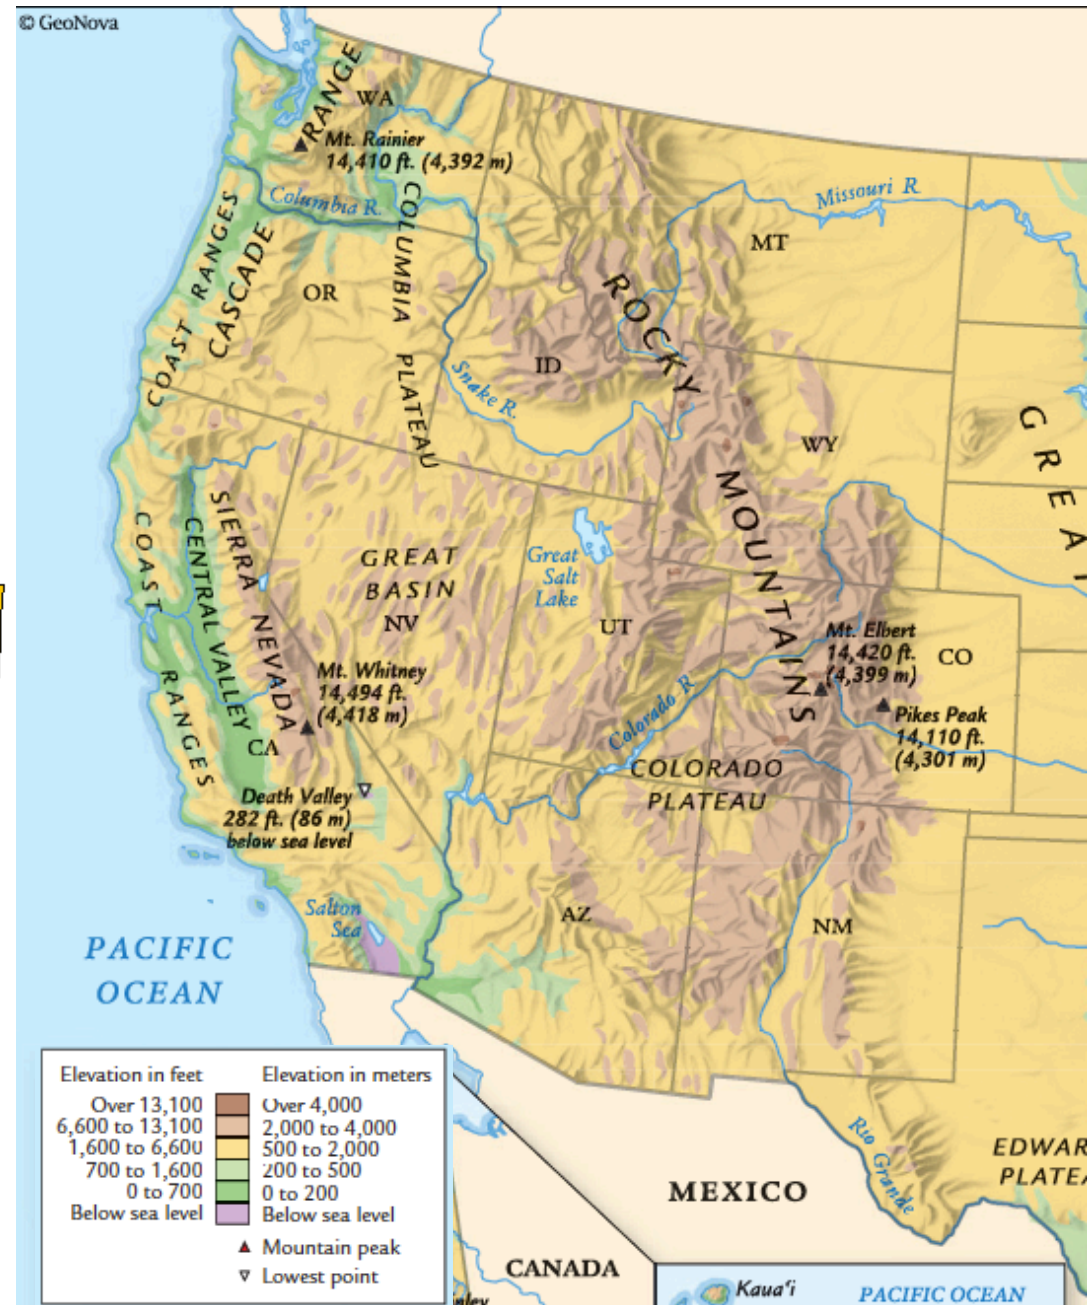 © GeoNova
RANGE
WA
Mt. Rainier
14,410 ft. (4,392 m)
Columbia R.
COLUMBIA PLATEAU
COAST RANGES
CASCADE
OR
Missouri R
MT
ROCKY
MOUNTAINS
ID
Snake R.
WY
GREAT
SIERRA NEVADA
CENTRAL VALLEY
COAST RANGES
GREAT
BASIN
NV
Great
Salt
Lake
UT
Mt. Elbert
14,420 ft.
(4,399 m)
CO
Mt. Whitney
14,494 ft.
(4,418 m)
Colorado R
Pikes Peak
14,110 ft.
(4,301 m)
CA
COLORADO
PLATEAU
Death Valley
282 ft. (86 m)
below sea level
Salton
Sea
AZ
NM
PACIFIC
OCEAN
Elevation in feet
Elevation in meters
Over 13,100
Over 4,000
6,600 to 13,100
2,000 to 4,000
1,600 to 6,600
500 to 2,000
700 to 1,600
200 to 500
0 to 700
0 to 200
Below sea level
Below sea level
Mountain peak
Lowest point
Rio Grande
EDWAR
PLATEA
MEXICO
CANADA
Kaua'i
PACIFIC OCEAN
nley